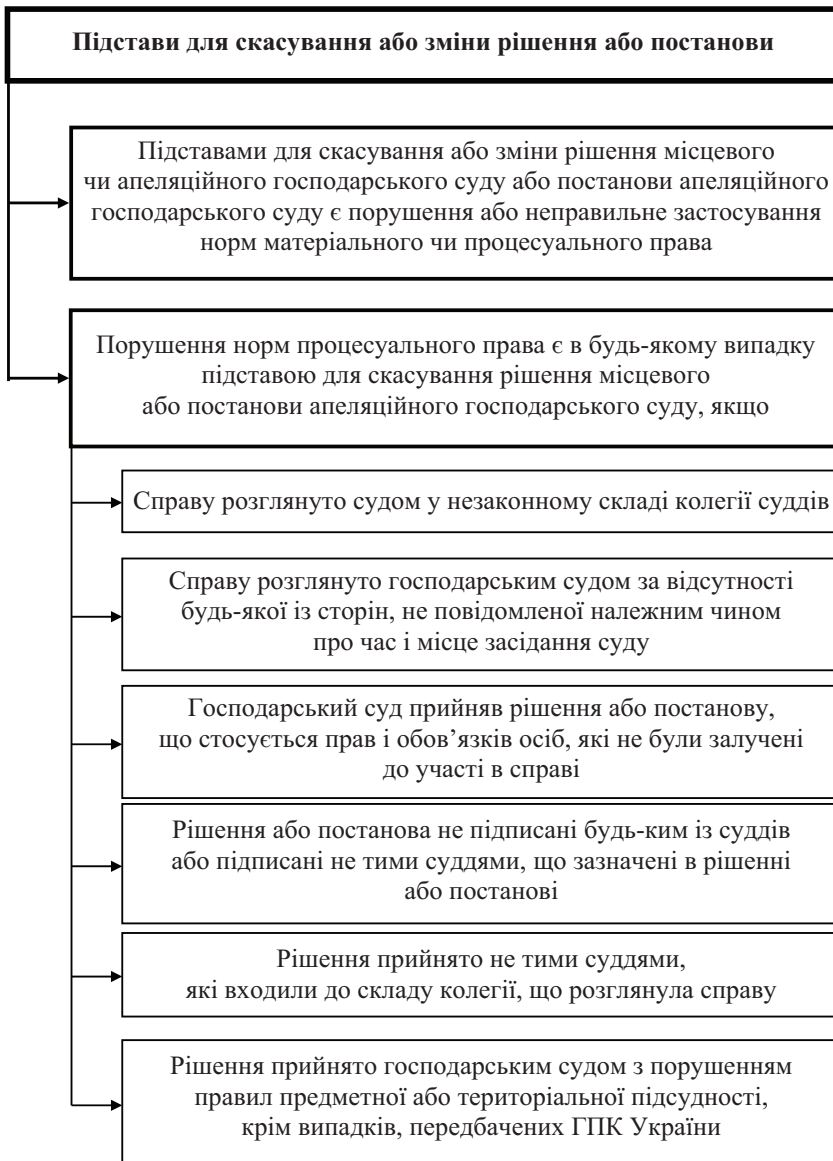 Підстави для скасування або зміни рішення або постанови
Підставами для скасування або зміни рішення місцевого
чи апеляційного господарського суду або постанови апеляційного
господарського суду є порушення або неправильне застосування
норм матеріального чи процесуального права
Порушення норм процесуального права є в будь-якому випадку
підставою для скасування рішення місцевого
або постанови апеляційного господарського суду, якщо
Справу розглянуто судом у незаконному складі колегії суддів
Справу розглянуто господарським судом за відсутності
будь-якої із сторін, не повідомленої належним чином
про час і місце засідання суду
Господарський суд прийняв рішення або постанову,
що стосується прав і обов’язків осіб, які не були залучені
до участі в справі
Рішення або постанова не підписані будь-ким із суддів
або підписані не тими суддями, що зазначені в рішенні
або постанові
Рішення прийнято не тими суддями,
які входили до складу колегії, що розглянула справу
Рішення прийнято господарським судом з порушенням
правил предметної або територіальної підсудності,
крім випадків, передбачених ГПК України